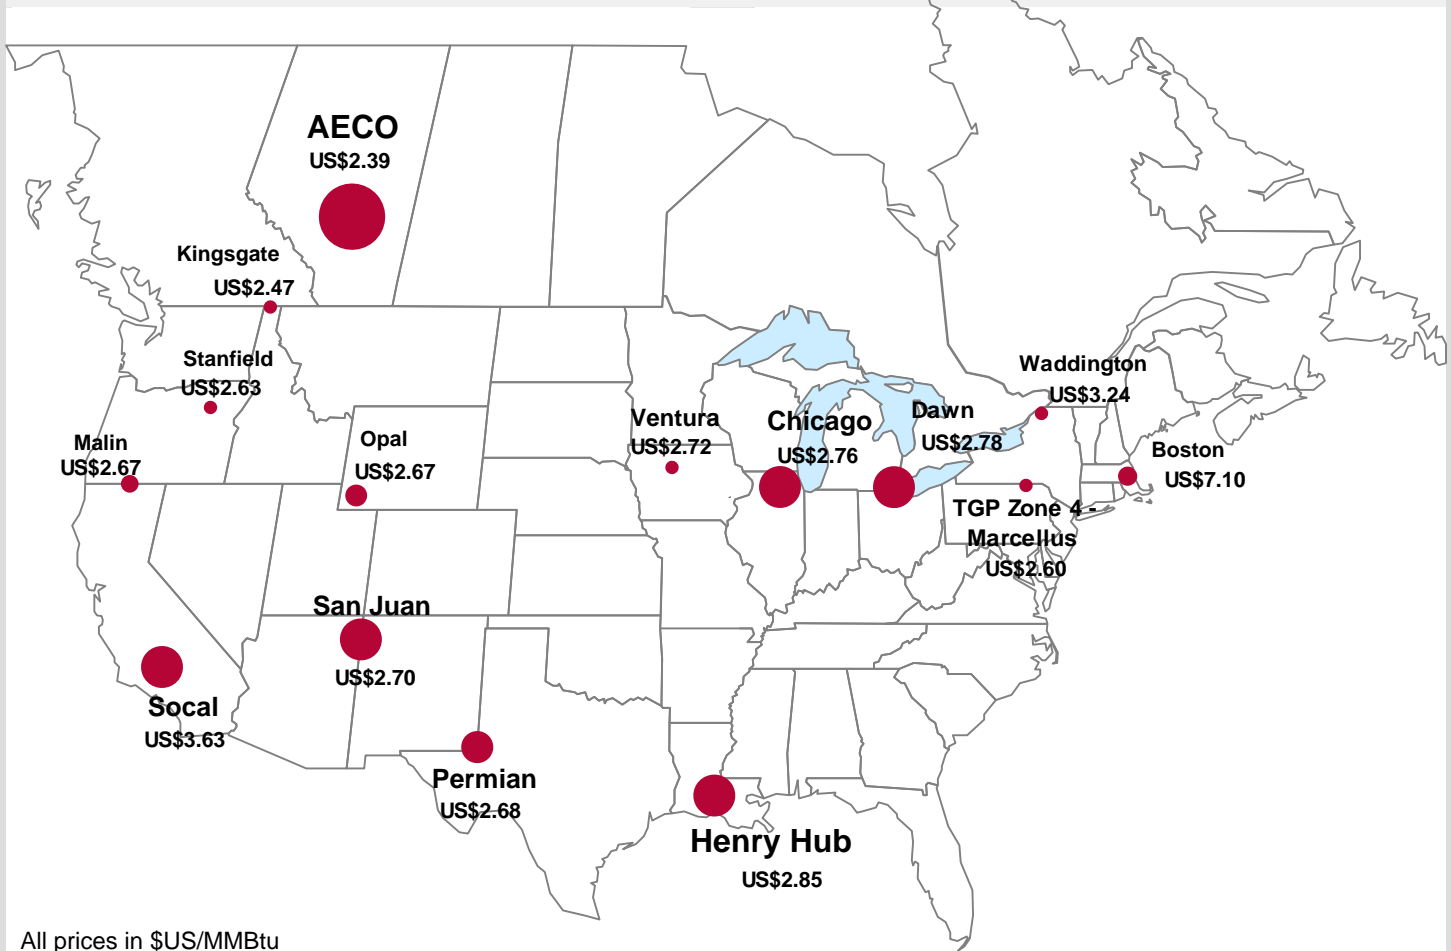 AECO
US$2.39
Kingsgate
US$2.47
Stanfield
US$2.63
Malin
US$2.67
Opal
US$2.67
Ventura
US$2.72
Chicago
US$2.76
Dawn
US$2.78
Waddington
US$3.24
Boston
US$7.10
TGP Zone 4 -
Marcellus
US$2.60
San Juan
US$2.70
Socal
US$3.63
Permian
US$2.68
Henry Hub
US$2.85
All prices in $US/MMBtu